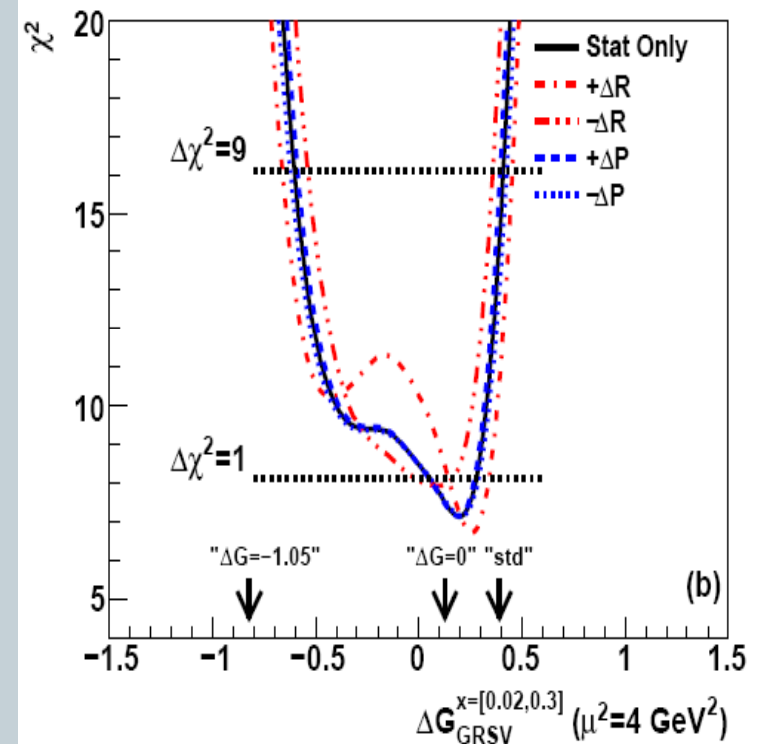 χ²
20
15
10
5
Stat Only
+ΔR
−ΔR
+ΔP
−ΔP
Δχ²=9
Δχ²=1
"ΔG=−1.05" "ΔG=0" "std"
(b)
−1.5 −1 −0.5 0 0.5 1 1.5
ΔG_GRSV^x=[0.02,0.3] (μ²=4 GeV²)